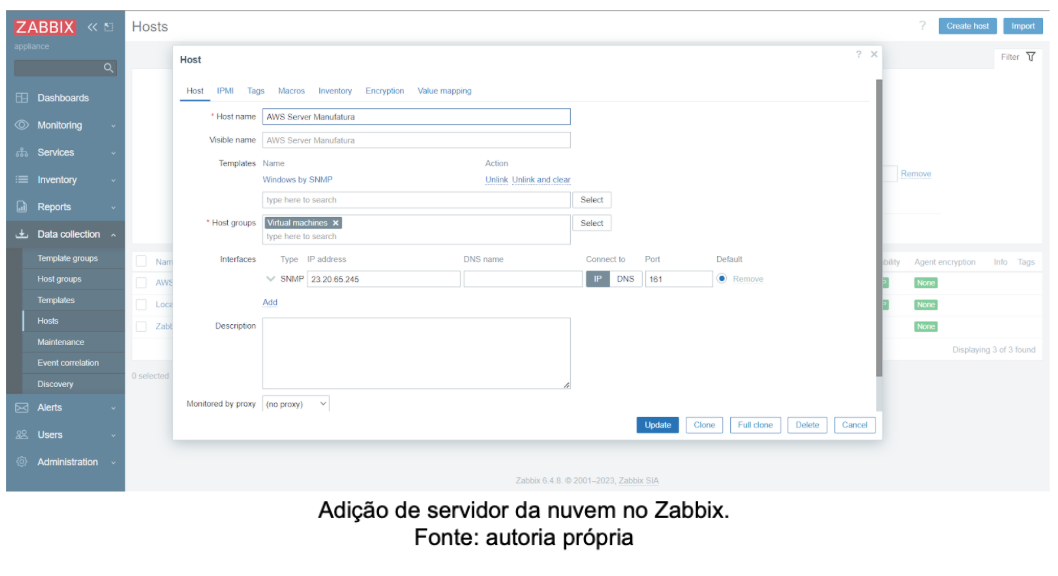 ZABBIX
appliance
Hosts
? Create host Import
Filter
Dashboards
Monitoring
Services
Inventory
Reports
Data collection
Template groups
Host groups
Templates
Hosts
Maintenance
Event correlation
Discovery
Alerts
Users
Administration
Host ?
Host IPMI Tags Macros Inventory Encryption Value mapping
* Host name AWS Server Manufatura
Visible name AWS Server Manufatura
Templates Name Action
Windows by SNMP Unlink Unlink and clear
type here to search Select
* Host groups Virtual machines Select
type here to search
Interfaces Type IP address DNS name Connect to Port Default
SNMP 23.20.65.245 IP DNS 161 Remove
Add
Description
Monitored by proxy (no proxy)
Update Clone Full clone Delete Cancel
Remove
Agent encryption Info Tags
AWS None
None
None
Displaying 3 of 3 found
0 selected
Zabbix 6.4.8. © 2001–2023, Zabbix SIA
Adição de servidor da nuvem no Zabbix.
Fonte: autoria própria